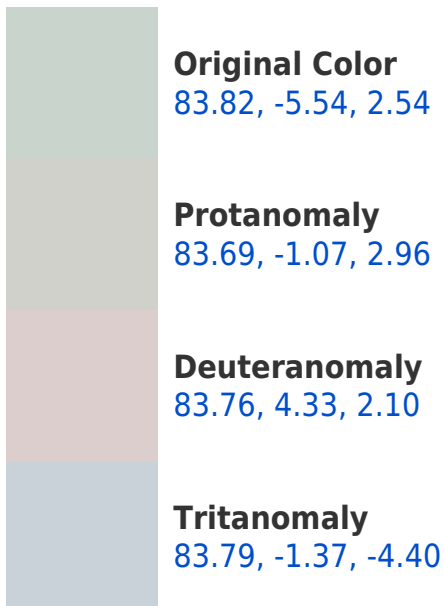 Original Color
83.82, -5.54, 2.54
Protanomaly
83.69, -1.07, 2.96
Deuteranomaly
83.76, 4.33, 2.10
Tritanomaly
83.79, -1.37, -4.40